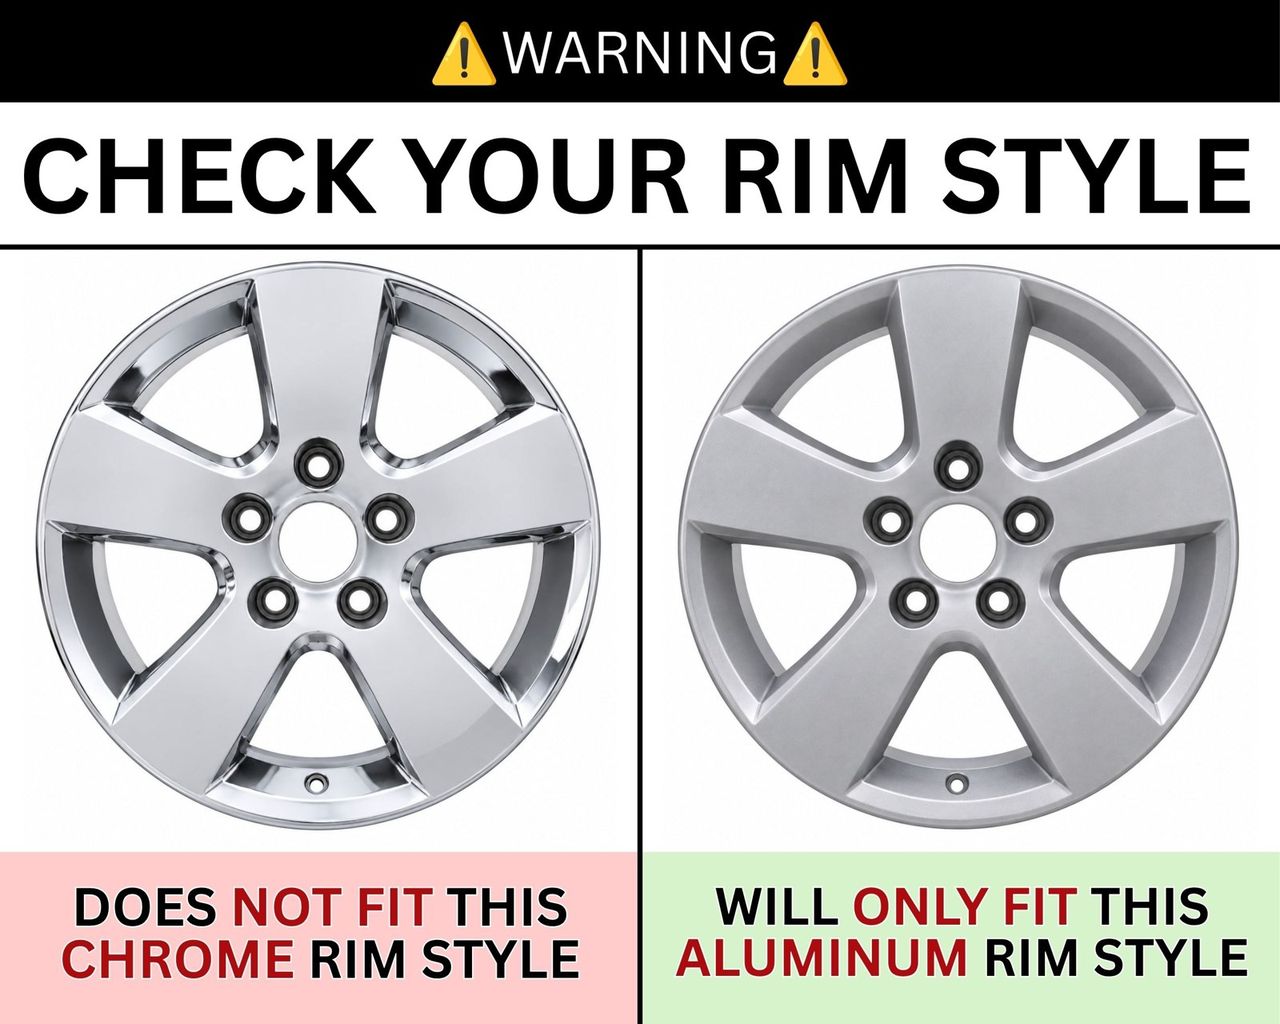 ⚠️WARNING⚠️
CHECK YOUR RIM STYLE
DOES NOT FIT THIS
CHROME RIM STYLE
WILL ONLY FIT THIS
ALUMINUM RIM STYLE